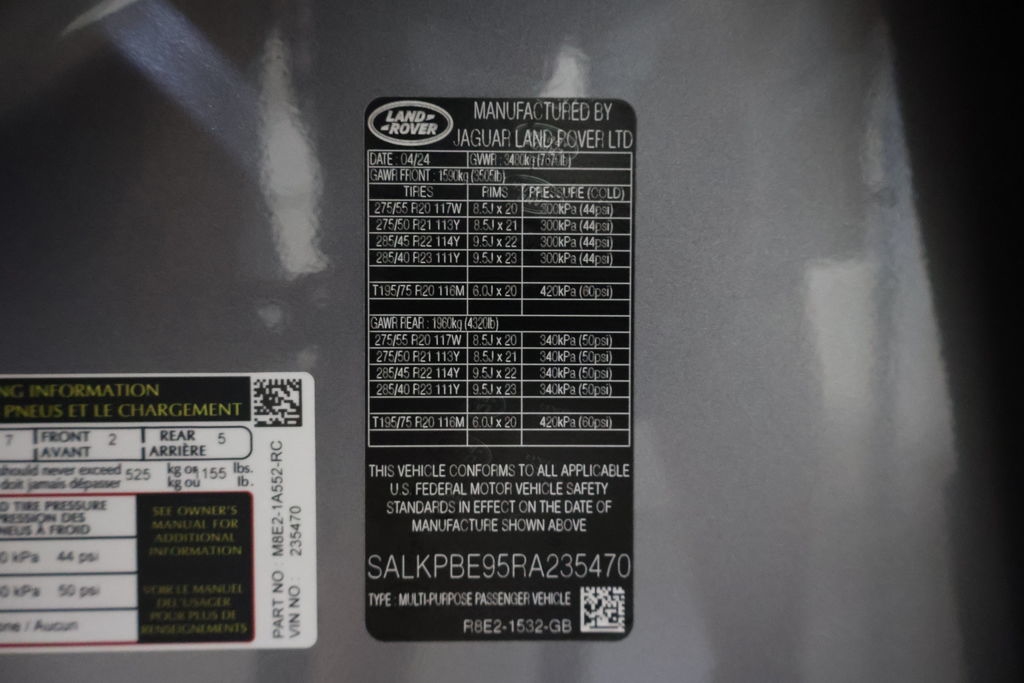 LAND ROVER
MANUFACTURED BY
JAGUAR LAND ROVER LTD
DATE : 04/24 GVWR : 3480kg (7670lb)
GAWR FRONT : 1590kg (3505lb)
TIRES RIMS PRESSURE (COLD)
275/55 R20 117W 8.5J x 20 300kPa (44psi)
275/50 R21 113Y 8.5J x 21 300kPa (44psi)
285/45 R22 114Y 9.5J x 22 300kPa (44psi)
285/40 R23 111Y 9.5J x 23 300kPa (44psi)
T195/75 R20 116M 6.0J x 20 420kPa (60psi)
GAWR REAR : 1960kg (4320lb)
275/55 R20 117W 8.5J x 20 340kPa (50psi)
275/50 R21 113Y 8.5J x 21 340kPa (50psi)
285/45 R22 114Y 9.5J x 22 340kPa (50psi)
285/40 R23 111Y 9.5J x 23 340kPa (50psi)
T195/75 R20 116M 6.0J x 20 420kPa (60psi)
THIS VEHICLE CONFORMS TO ALL APPLICABLE
U.S. FEDERAL MOTOR VEHICLE SAFETY
STANDARDS IN EFFECT ON THE DATE OF
MANUFACTURE SHOWN ABOVE
SALKPBE95RA235470
TYPE : MULTI-PURPOSE PASSENGER VEHICLE
R8E2-1532-GB
NG INFORMATION
PNEUS ET LE CHARGEMENT
7 FRONT 2 REAR 5
AVANT ARRIÈRE
should never exceed 525 kg or 155 lbs.
doit jamais dépasser kg ou lb.
D TIRE PRESSURE
PRESSION DES
NEUS À FROID
0 kPa 44 psi
0 kPa 50 psi
one / Aucun
SEE OWNER'S
MANUAL FOR
ADDITIONAL
INFORMATION
VOIR LE MANUEL
DE L'USAGER
POUR PLUS DE
RENSEIGNEMENTS
PART NO : M8E2-1A552-RC
VIN NO : 235470